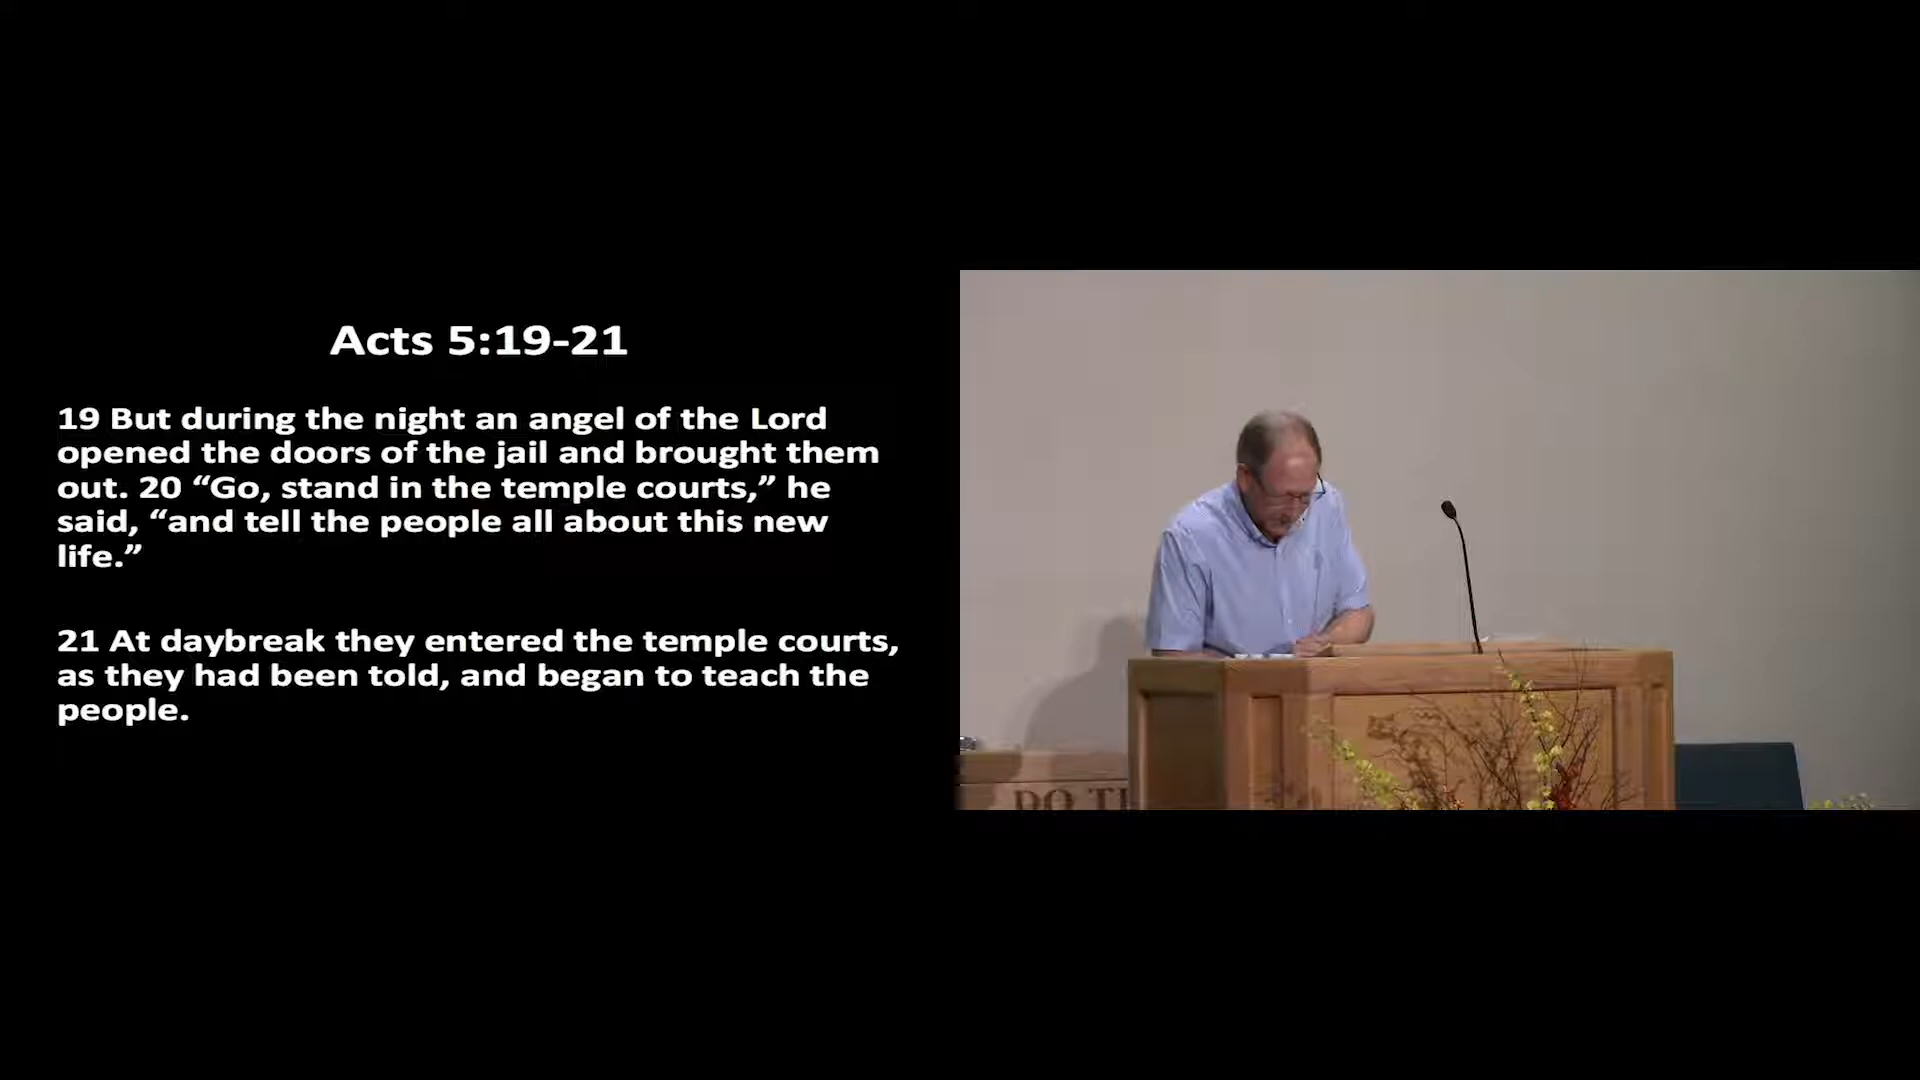 Acts 5:19-21
19 But during the night an angel of the Lord
opened the doors of the jail and brought them
out. 20 “Go, stand in the temple courts,” he
said, “and tell the people all about this new
life.”
21 At daybreak they entered the temple courts,
as they had been told, and began to teach the
people.
DO